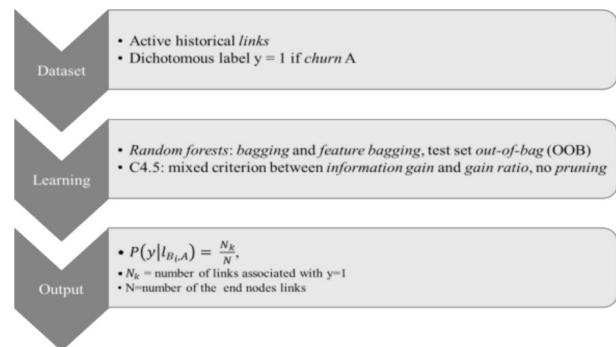 Dataset
• Active historical links
• Dichotomous label y = 1 if churn A
Learning
• Random forests: bagging and feature bagging, test set out-of-bag (OOB)
• C4.5: mixed criterion between information gain and gain ratio, no pruning
Output
• P(y|l_{B_i,A}) = N_k/N,
• N_k = number of links associated with y=1
• N=number of the end nodes links